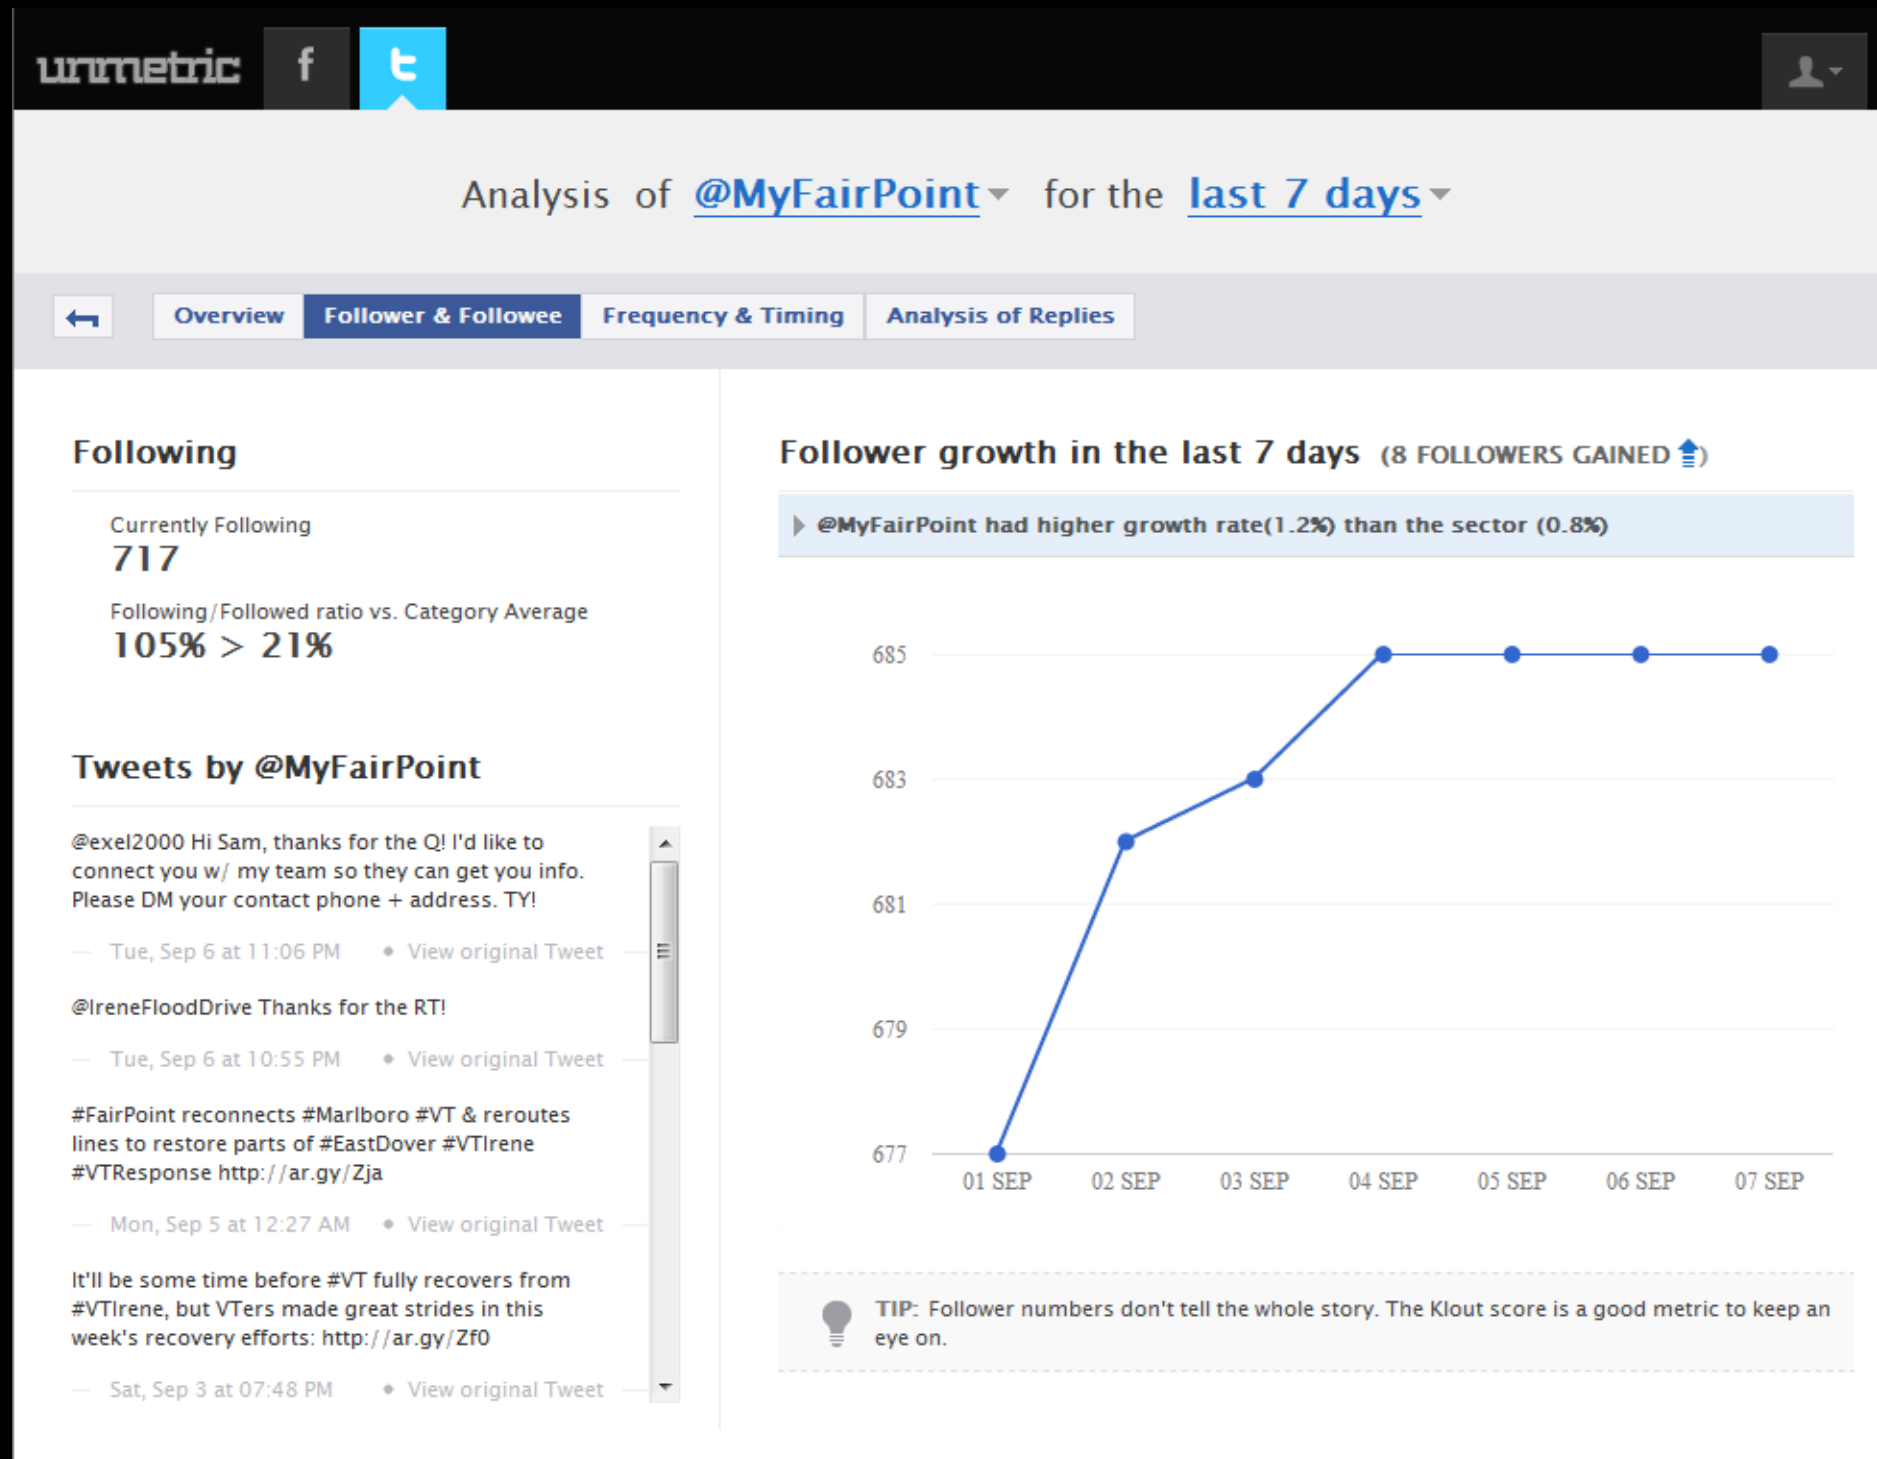 unmetric f t
Analysis of @MyFairPoint for the last 7 days
Overview Follower & Followee Frequency & Timing Analysis of Replies
Following
Currently Following
717
Following/Followed ratio vs. Category Average
105% > 21%
Tweets by @MyFairPoint
@exel2000 Hi Sam, thanks for the Q! I'd like to
connect you w/ my team so they can get you info.
Please DM your contact phone + address. TY!
Tue, Sep 6 at 11:06 PM • View original Tweet
@IreneFloodDrive Thanks for the RT!
Tue, Sep 6 at 10:55 PM • View original Tweet
#FairPoint reconnects #Marlboro #VT & reroutes
lines to restore parts of #EastDover #VTIrene
#VTResponse http://ar.gy/Zja
Mon, Sep 5 at 12:27 AM • View original Tweet
It'll be some time before #VT fully recovers from
#VTIrene, but VTers made great strides in this
week's recovery efforts: http://ar.gy/Zf0
Sat, Sep 3 at 07:48 PM • View original Tweet
Follower growth in the last 7 days (8 FOLLOWERS GAINED)
@MyFairPoint had higher growth rate(1.2%) than the sector (0.8%)
685
683
681
679
677
01 SEP 02 SEP 03 SEP 04 SEP 05 SEP 06 SEP 07 SEP
TIP: Follower numbers don't tell the whole story. The Klout score is a good metric to keep an
eye on.